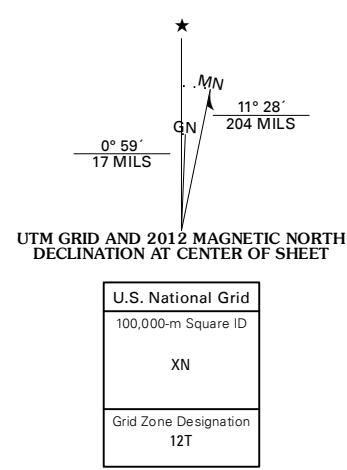 ★
MN
11° 28´
204 MILS
GN
0° 59´
17 MILS
UTM GRID AND 2012 MAGNETIC NORTH
DECLINATION AT CENTER OF SHEET
U.S. National Grid
100,000-m Square ID
XN
Grid Zone Designation
12T